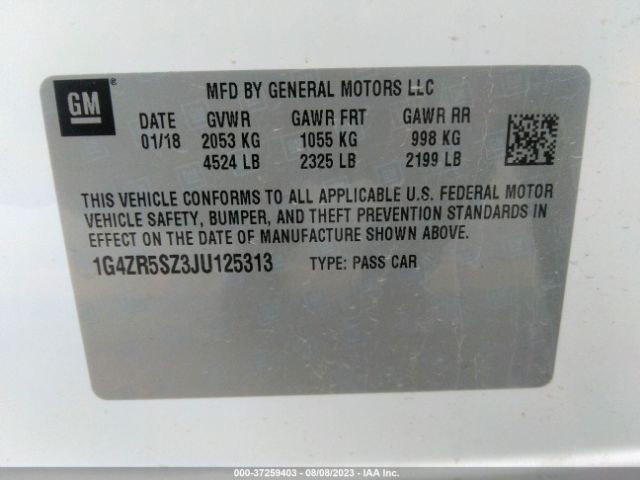 GM ®
MFD BY GENERAL MOTORS LLC
DATE GVWR GAWR FRT GAWR RR
01/18 2053 KG 1055 KG 998 KG
4524 LB 2325 LB 2199 LB
THIS VEHICLE CONFORMS TO ALL APPLICABLE U.S. FEDERAL MOTOR
VEHICLE SAFETY, BUMPER, AND THEFT PREVENTION STANDARDS IN
EFFECT ON THE DATE OF MANUFACTURE SHOWN ABOVE.
1G4ZR5SZ3JU125313 TYPE: PASS CAR
000-37259403 - 08/08/2023 - IAAI.com